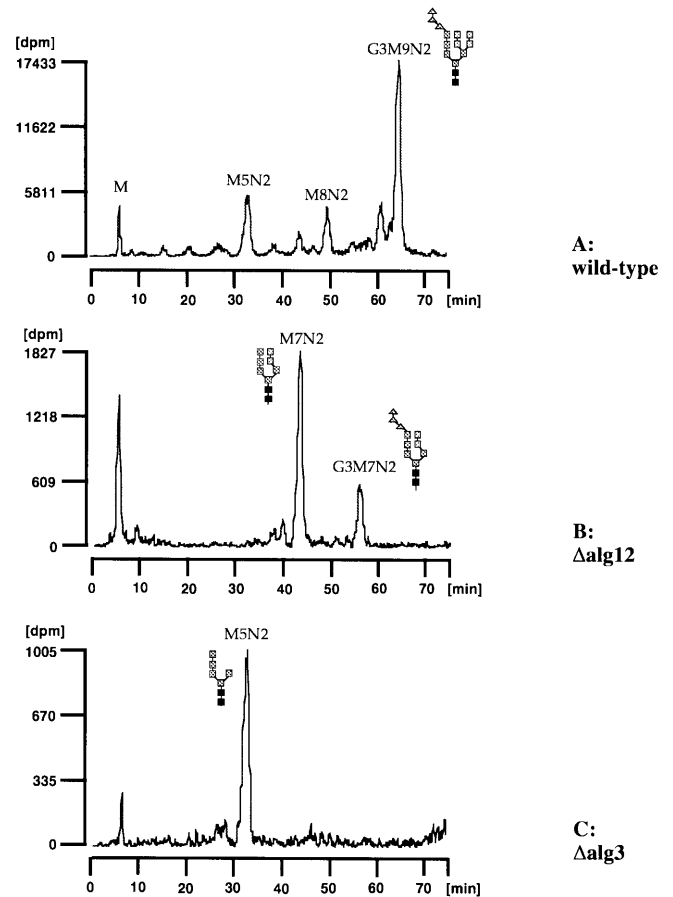 [dpm]
G3M9N2
17433
11622
5811
0
M
M5N2
M8N2
A:
wild-type
0 10 20 30 40 50 60 70 [min]
[dpm]
M7N2
1827
1218
609
0
G3M7N2
B:
Δalg12
0 10 20 30 40 50 60 70 [min]
[dpm]
M5N2
1005
670
335
0
C:
Δalg3
0 10 20 30 40 50 60 70 [min]